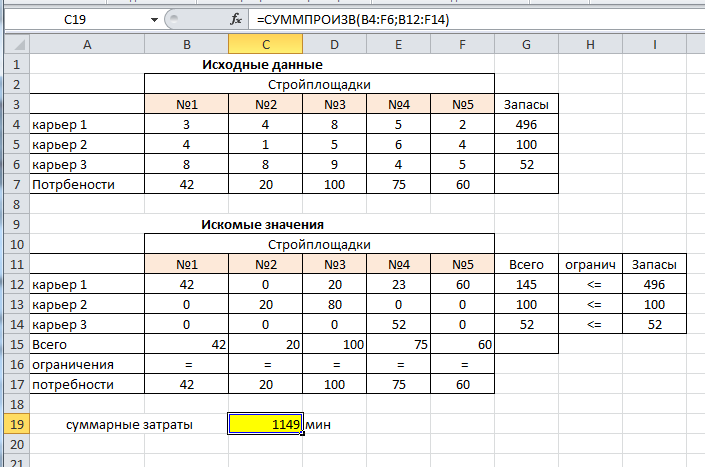 C19 fx =СУММПРОИЗВ(B4:F6;B12:F14)
A B C D E F G H I
1 Исходные данные
2 Стройплощадки
3 №1 №2 №3 №4 №5 Запасы
4 карьер 1 3 4 8 5 2 496
5 карьер 2 4 1 5 6 4 100
6 карьер 3 8 8 9 4 5 52
7 Потрбености 42 20 100 75 60
8
9 Искомые значения
10 Стройплощадки
11 №1 №2 №3 №4 №5 Всего огранич Запасы
12 карьер 1 42 0 20 23 60 145 <= 496
13 карьер 2 0 20 80 0 0 100 <= 100
14 карьер 3 0 0 0 52 0 52 <= 52
15 Всего 42 20 100 75 60
16 ограничения = = = = =
17 потребности 42 20 100 75 60
18
19 суммарные затраты 1149 мин
20
21